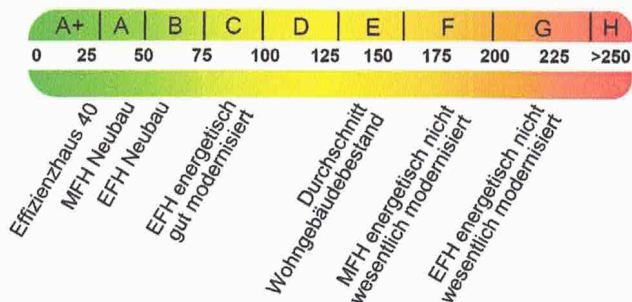 A+ A B C D E F G H
0 25 50 75 100 125 150 175 200 225 >250
Effizienzhaus 40
MFH Neubau
EFH Neubau
EFH energetisch
gut modernisiert
Durchschnitt
Wohngebäudebestand
MFH energetisch nicht
wesentlich modernisiert
EFH energetisch nicht
wesentlich modernisiert